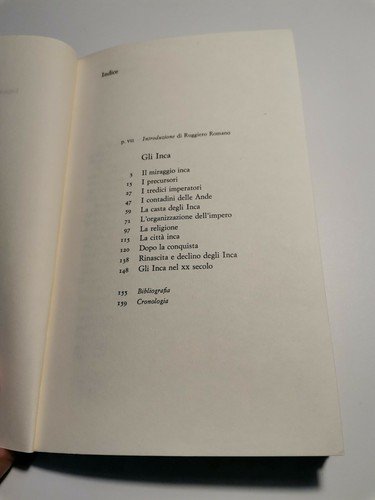 Indice
p. VII Introduzione di Ruggiero Romano
Gli Inca
3 Il miraggio inca
15 I precursori
27 I tredici imperatori
47 I contadini delle Ande
59 La casta degli Inca
71 L'organizzazione dell'impero
97 La religione
115 La città inca
120 Dopo la conquista
138 Rinascita e declino degli Inca
148 Gli Inca nel XX secolo
155 Bibliografia
159 Cronologia